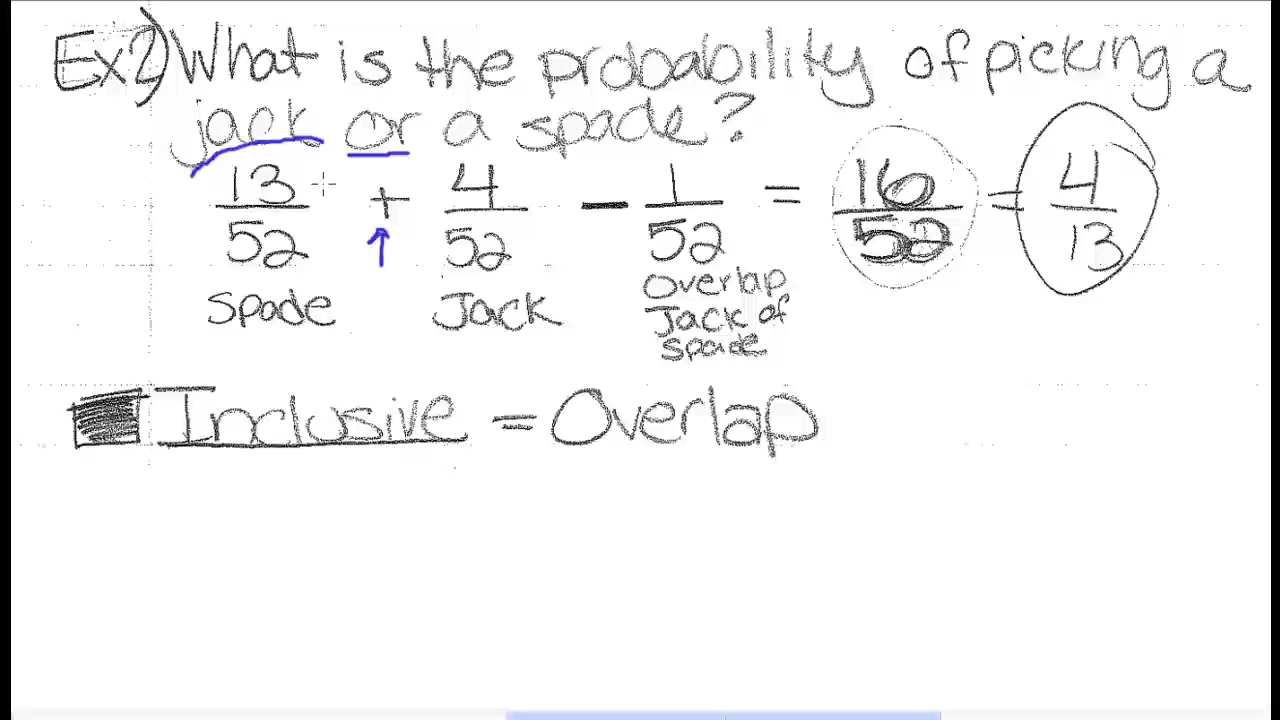 Ex2) What is the probability of picking a
jack or a spade?
13/52 + 4/52 - 1/52 = 16/52 = 4/13
Spade Jack Overlap
Jack of
spade
Inclusive = Overlap